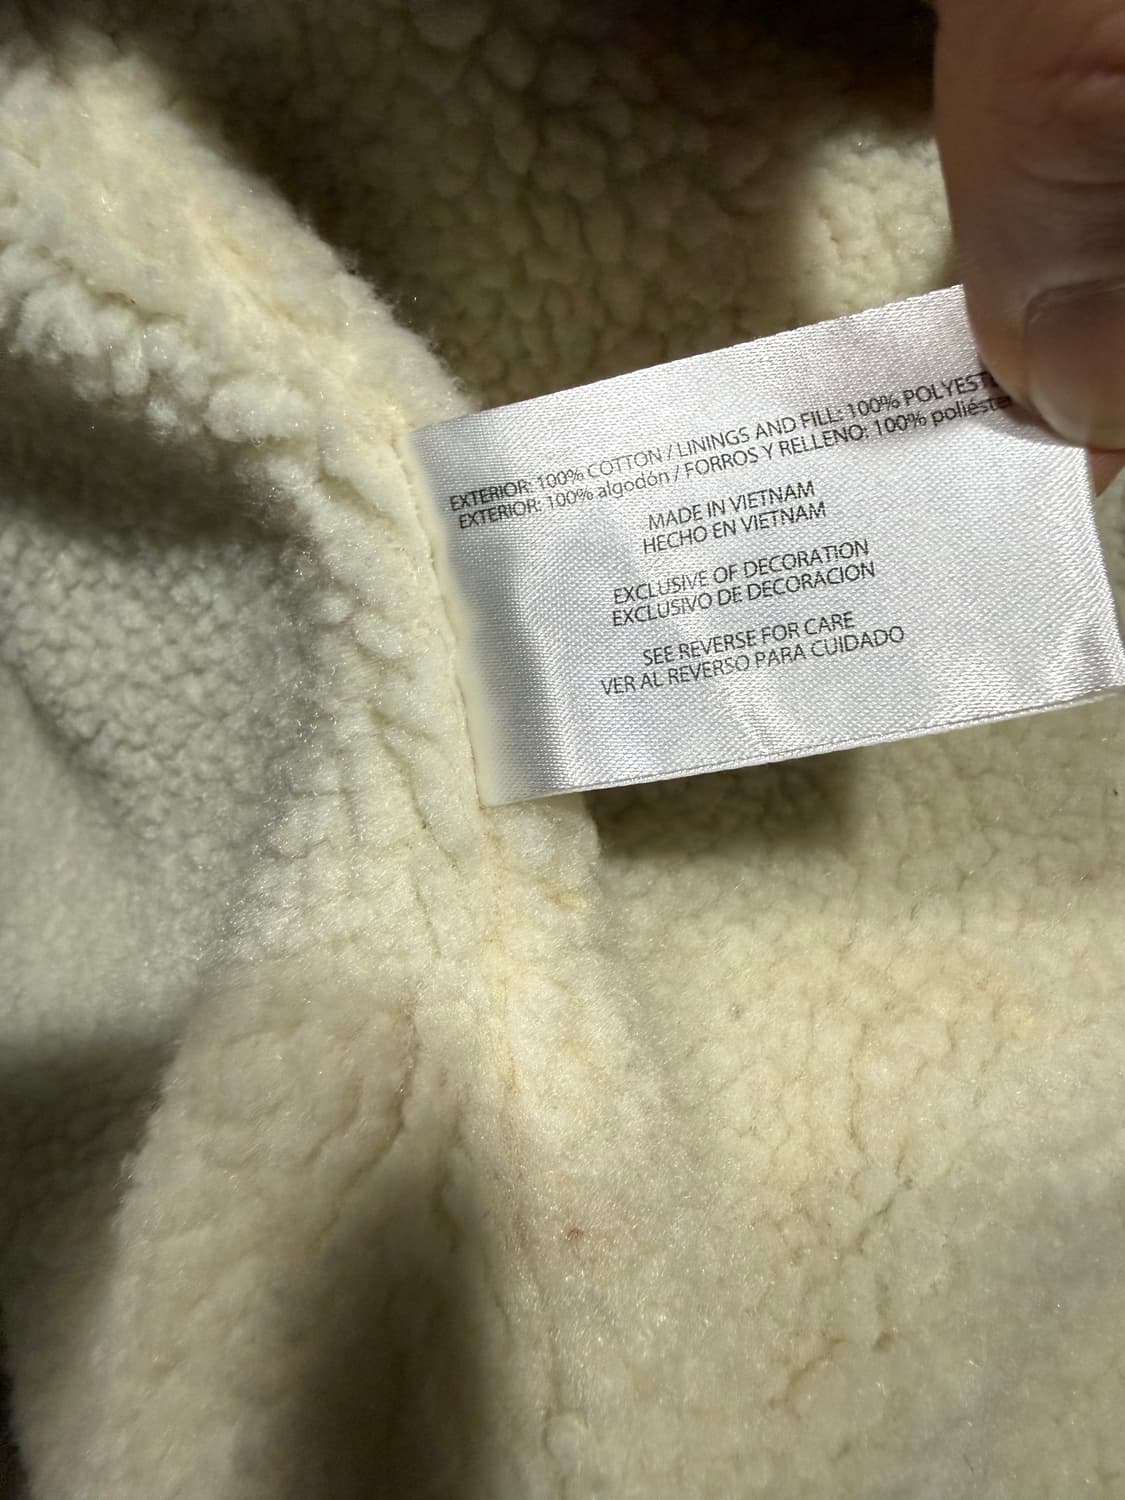 EXTERIOR: 100% COTTON / LININGS AND FILL: 100% POLYEST
EXTERIOR: 100% algodón / FORROS Y RELLENO: 100% poliéster
MADE IN VIETNAM
HECHO EN VIETNAM
EXCLUSIVE OF DECORATION
EXCLUSIVO DE DECORACION
SEE REVERSE FOR CARE
VER AL REVERSO PARA CUIDADO